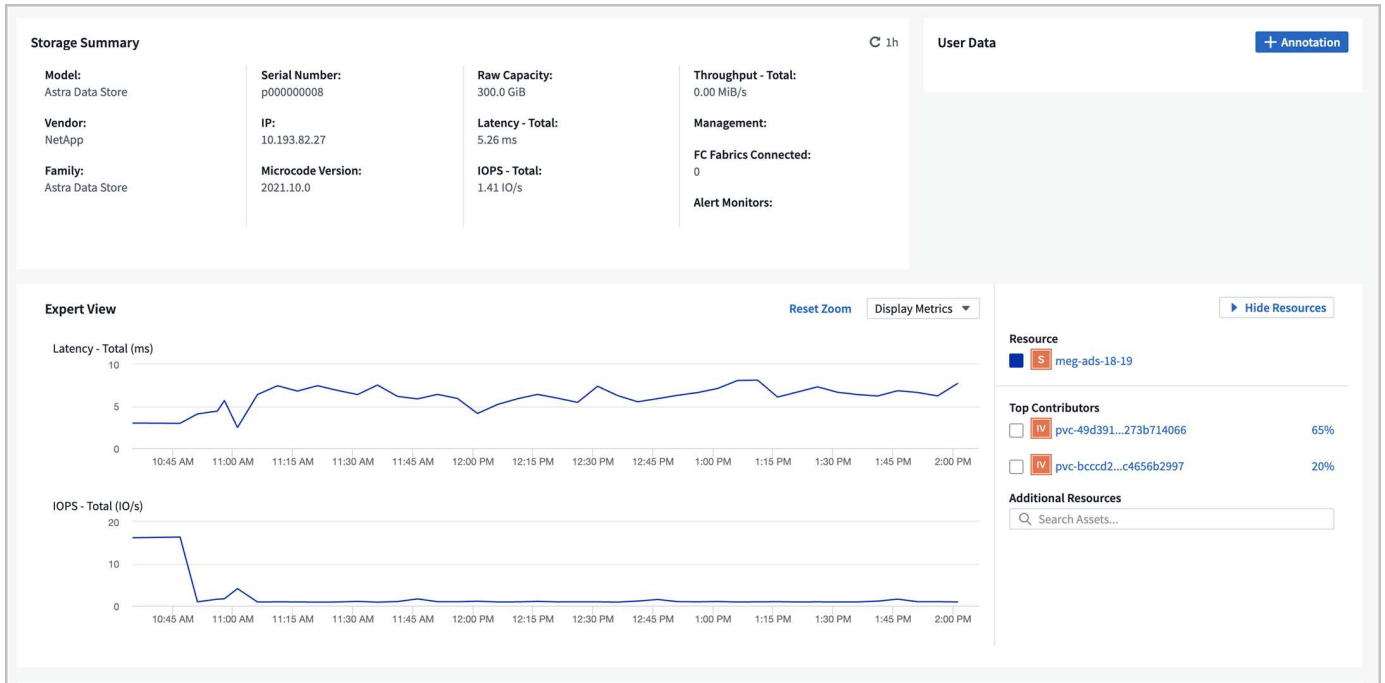 Storage Summary
1h
Model:
Astra Data Store
Vendor:
NetApp
Family:
Astra Data Store
Serial Number:
p000000008
IP:
10.193.82.27
Microcode Version:
2021.10.0
Raw Capacity:
300.0 GiB
Latency - Total:
5.26 ms
IOPS - Total:
1.41 IO/s
Throughput - Total:
0.00 MiB/s
Management:
FC Fabrics Connected:
0
Alert Monitors:
User Data
+ Annotation
Expert View
Reset Zoom
Display Metrics
Latency - Total (ms)
10
5
0
10:45 AM 11:00 AM 11:15 AM 11:30 AM 11:45 AM 12:00 PM 12:15 PM 12:30 PM 12:45 PM 1:00 PM 1:15 PM 1:30 PM 1:45 PM 2:00 PM
IOPS - Total (IO/s)
20
10
0
10:45 AM 11:00 AM 11:15 AM 11:30 AM 11:45 AM 12:00 PM 12:15 PM 12:30 PM 12:45 PM 1:00 PM 1:15 PM 1:30 PM 1:45 PM 2:00 PM
Hide Resources
Resource
S meg-ads-18-19
Top Contributors
IV pvc-49d391...273b714066 65%
IV pvc-bcccd2...c4656b2997 20%
Additional Resources
Search Assets...